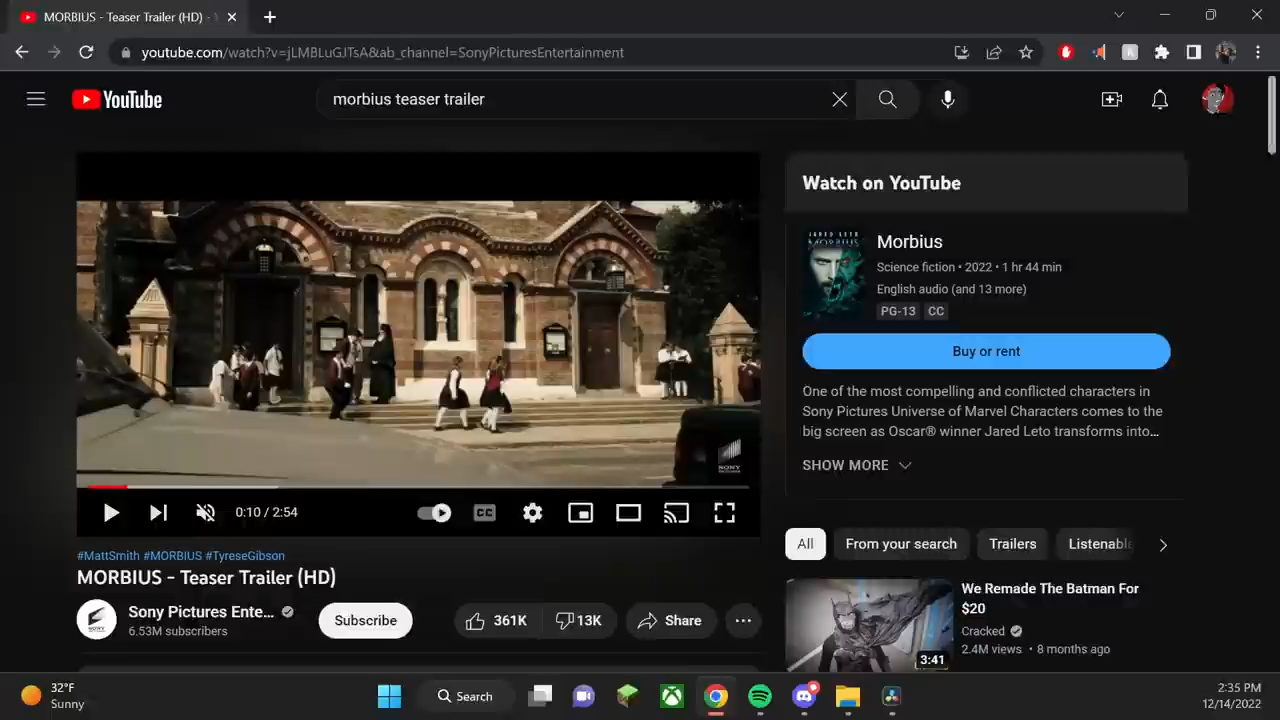 MORBIUS - Teaser Trailer (HD) -
youtube.com/watch?v=jLMBLuGJTsA&ab_channel=SonyPicturesEntertainment
YouTube
morbius teaser trailer
Watch on YouTube
JARED LETO
MORBIUS
Morbius
Science fiction • 2022 • 1 hr 44 min
English audio (and 13 more)
PG-13 CC
Buy or rent
One of the most compelling and conflicted characters in
Sony Pictures Universe of Marvel Characters comes to the
big screen as Oscar® winner Jared Leto transforms into…
SHOW MORE
SONY
CC
0:10 / 2:54
#MattSmith #MORBIUS #TyreseGibson
MORBIUS - Teaser Trailer (HD)
Sony Pictures Ente...
6.53M subscribers
Subscribe
361K
13K
Share
All
From your search
Trailers
Listenable
We Remade The Batman For
$20
Cracked
2.4M views • 8 months ago
3:41
32°F
Sunny
Search
2:35 PM
12/14/2022